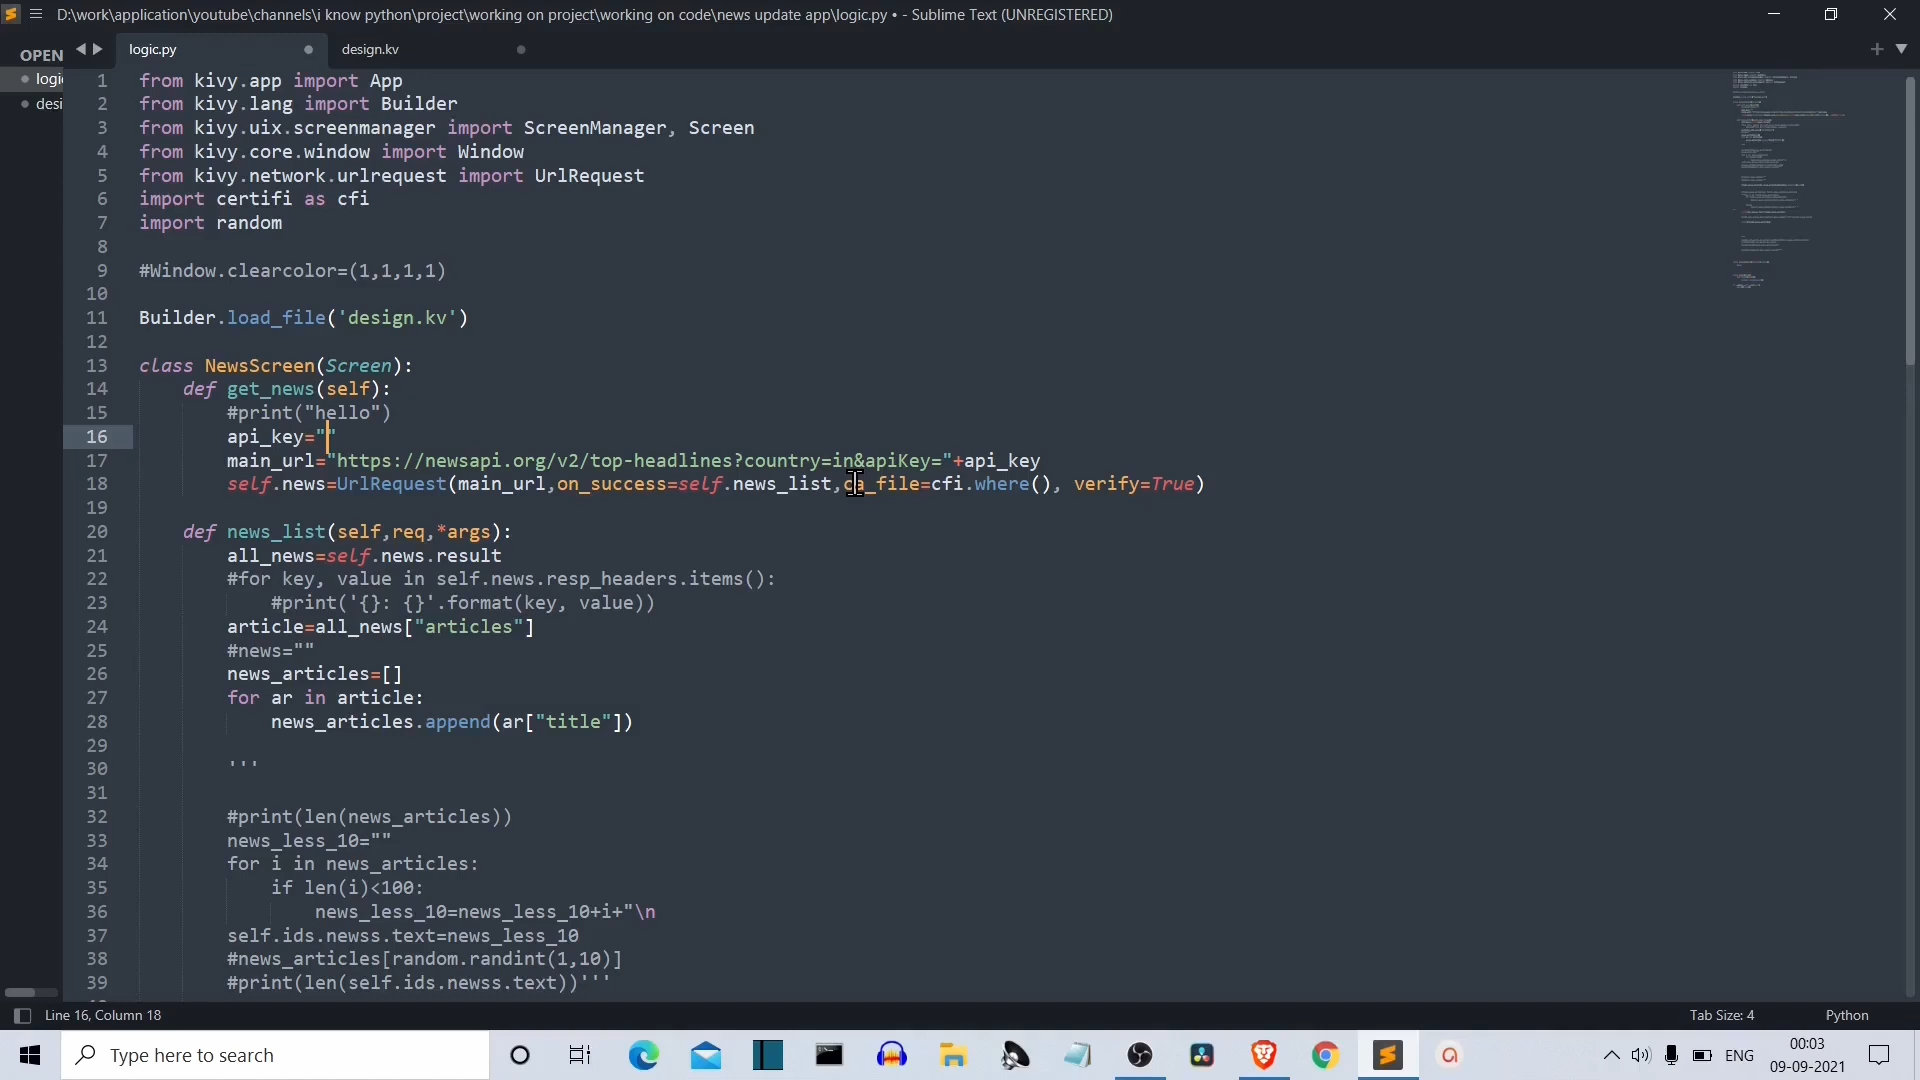 D:\work\application\youtube\channels\i know python\project\working on project\working on code\news update app\logic.py • - Sublime Text (UNREGISTERED)
OPEN
logic.py
design.kv
logi
desi
1 from kivy.app import App
2 from kivy.lang import Builder
3 from kivy.uix.screenmanager import ScreenManager, Screen
4 from kivy.core.window import Window
5 from kivy.network.urlrequest import UrlRequest
6 import certifi as cfi
7 import random
8
9 #Window.clearcolor=(1,1,1,1)
10
11 Builder.load_file('design.kv')
12
13 class NewsScreen(Screen):
14 def get_news(self):
15 #print("hello")
16 api_key=""
17 main_url="https://newsapi.org/v2/top-headlines?country=in&apiKey="+api_key
18 self.news=UrlRequest(main_url,on_success=self.news_list,ca_file=cfi.where(), verify=True)
19
20 def news_list(self,req,*args):
21 all_news=self.news.result
22 #for key, value in self.news.resp_headers.items():
23 #print('{}: {}'.format(key, value))
24 article=all_news["articles"]
25 #news=""
26 news_articles=[]
27 for ar in article:
28 news_articles.append(ar["title"])
29
30 '''
31
32 #print(len(news_articles))
33 news_less_10=""
34 for i in news_articles:
35 if len(i)<100:
36 news_less_10=news_less_10+i+"\n
37 self.ids.newss.text=news_less_10
38 #news_articles[random.randint(1,10)]
39 #print(len(self.ids.newss.text))'''
Line 16, Column 18
Tab Size: 4
Python
Type here to search
ENG
00:03
09-09-2021